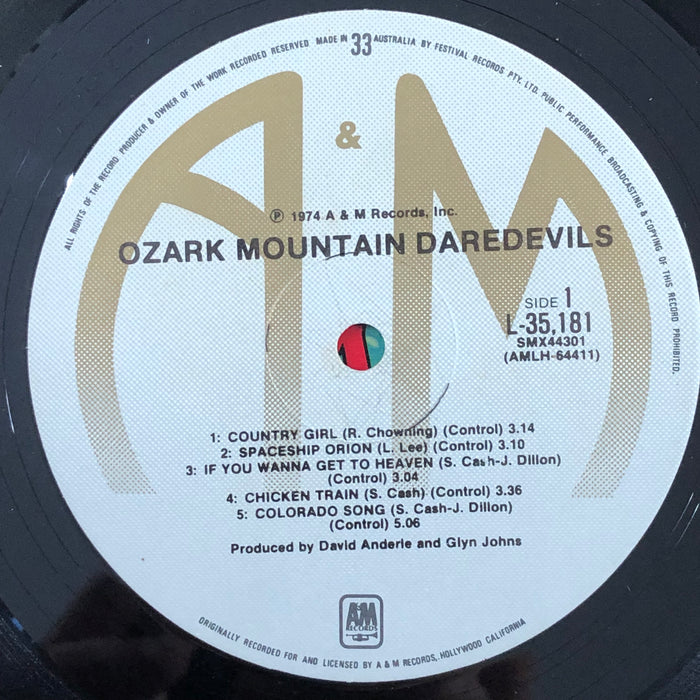 ALL RIGHTS OF THE RECORD PRODUCER & OWNER OF THE WORK RECORDED RESERVED MADE IN 33 AUSTRALIA BY FESTIVAL RECORDS PTY. LTD. PUBLIC PERFORMANCE BROADCASTING & COPYING OF THIS RECORD PROHIBITED.
A & M
℗ 1974 A & M Records, Inc.
OZARK MOUNTAIN DAREDEVILS
SIDE 1
L-35,181
SMX44301
(AMLH-64411)
1: COUNTRY GIRL (R. Chowning) (Control) 3.14
2: SPACESHIP ORION (L. Lee) (Control) 3.10
3: IF YOU WANNA GET TO HEAVEN (S. Cash-J. Dillon)
(Control) 3.04
4: CHICKEN TRAIN (S. Cash) (Control) 3.36
5: COLORADO SONG (S. Cash-J. Dillon)
(Control) 5.06
Produced by David Anderle and Glyn Johns
A&M
RECORDS
ORIGINALLY RECORDED FOR AND LICENSED BY A & M RECORDS, HOLLYWOOD CALIFORNIA